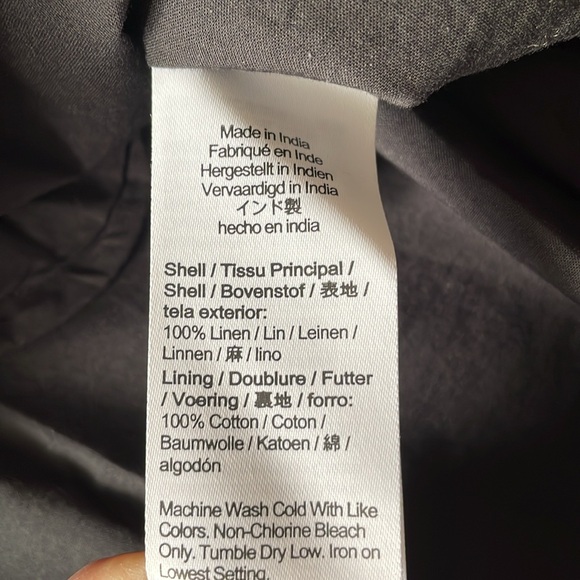 Made in India
Fabriqué en Inde
Hergestellt in Indien
Vervaardigd in India
インド製
hecho en india
Shell / Tissu Principal /
Shell / Bovenstof / 表地 /
tela exterior:
100% Linen / Lin / Leinen /
Linnen / 麻 / lino
Lining / Doublure / Futter
/ Voering / 裏地 / forro:
100% Cotton / Coton /
Baumwolle / Katoen / 綿 /
algodón
Machine Wash Cold With Like
Colors. Non-Chlorine Bleach
Only. Tumble Dry Low. Iron on
Lowest Setting.